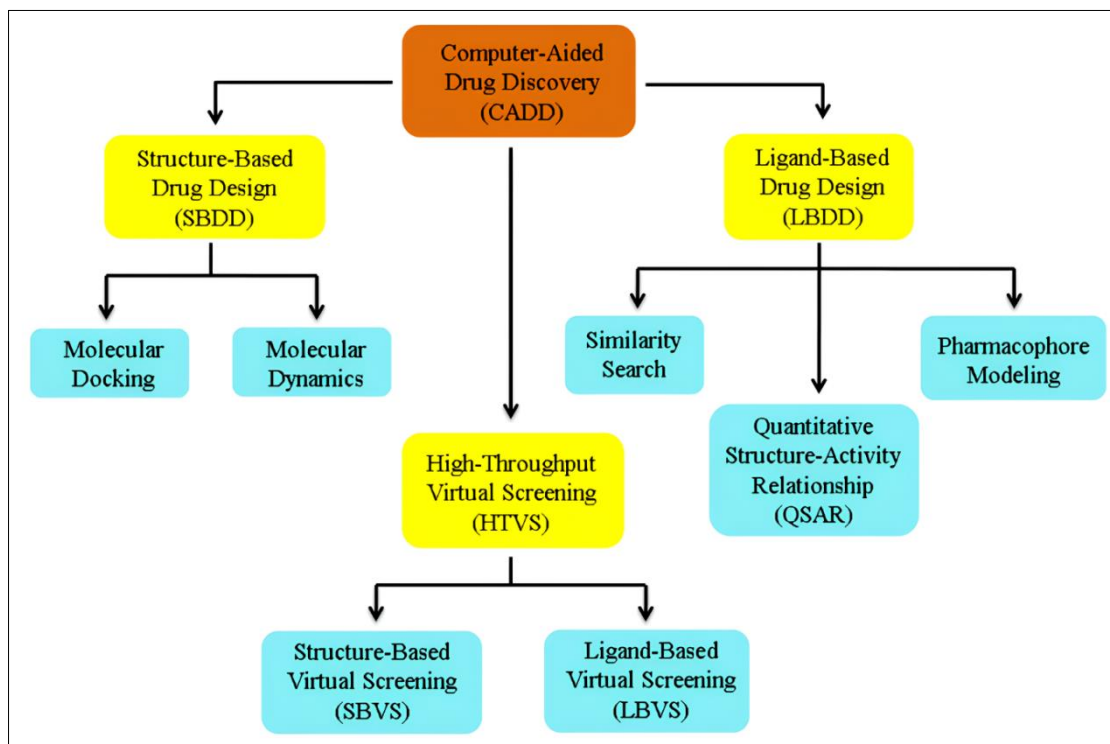 Computer-Aided
Drug Discovery
(CADD)
Structure-Based
Drug Design
(SBDD)
Ligand-Based
Drug Design
(LBDD)
Molecular
Docking
Molecular
Dynamics
Similarity
Search
Pharmacophore
Modeling
Quantitative
Structure-Activity
Relationship
(QSAR)
High-Throughput
Virtual Screening
(HTVS)
Structure-Based
Virtual Screening
(SBVS)
Ligand-Based
Virtual Screening
(LBVS)